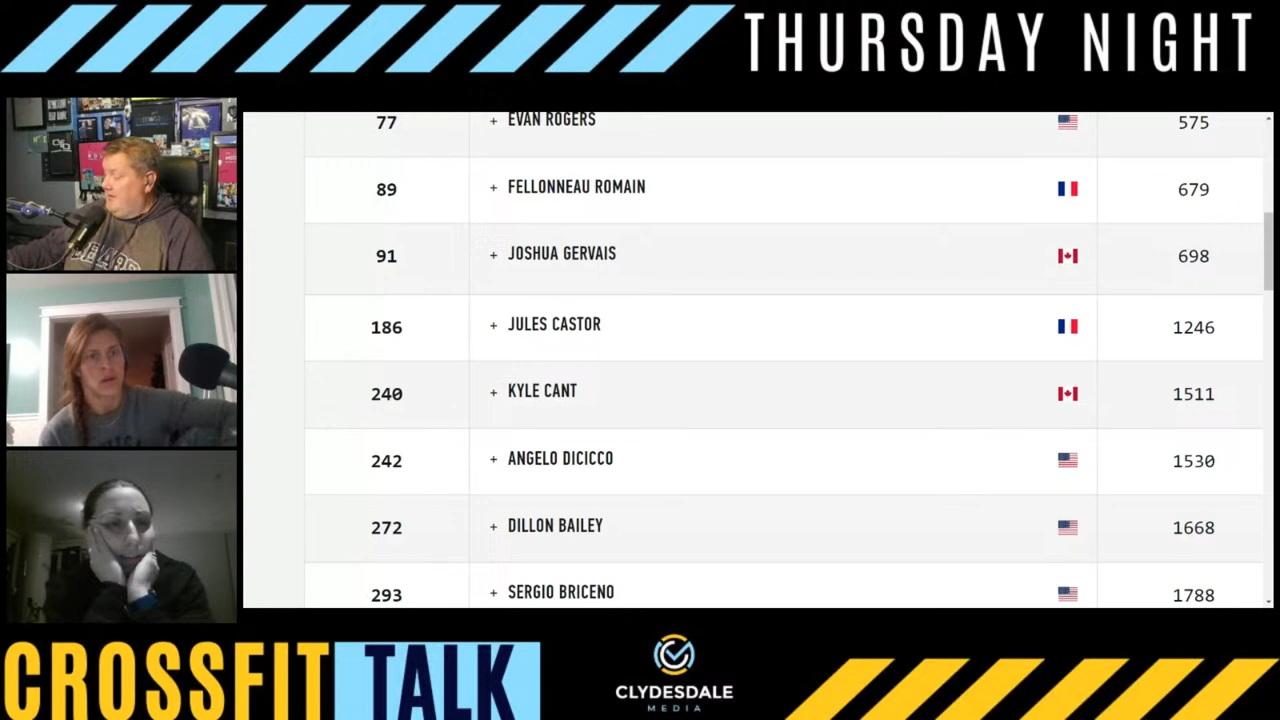 THURSDAY NIGHT
77 + EVAN ROGERS 575
89 + FELLONNEAU ROMAIN 679
91 + JOSHUA GERVAIS 698
186 + JULES CASTOR 1246
240 + KYLE CANT 1511
242 + ANGELO DICICCO 1530
272 + DILLON BAILEY 1668
293 + SERGIO BRICENO 1788
CROSSFIT TALK
CLYDESDALE
MEDIA